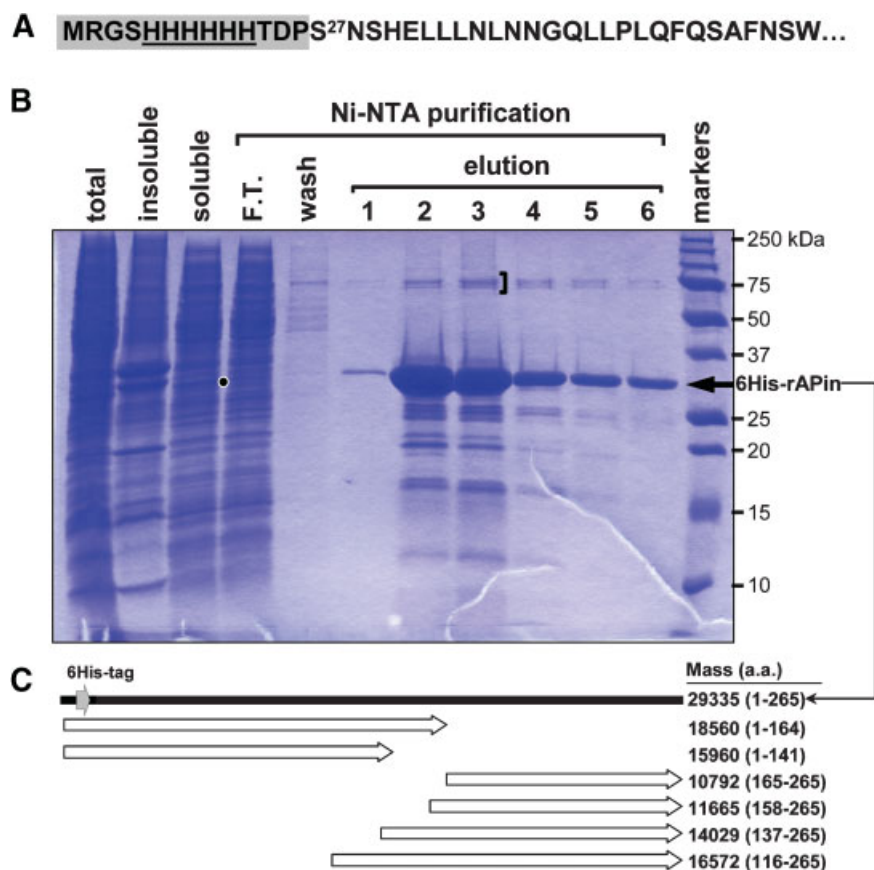 A MRGSHHHHHHTDPS²⁷NSHELLLNLNNGQLLPLQFQSAFNSW...
B
Ni-NTA purification
elution
total insoluble soluble F.T. wash 1 2 3 4 5 6 markers
250 kDa
75
50
37
6His-rAPin
25
20
15
10
C 6His-tag Mass (a.a.)
29335 (1-265)
18560 (1-164)
15960 (1-141)
10792 (165-265)
11665 (158-265)
14029 (137-265)
16572 (116-265)